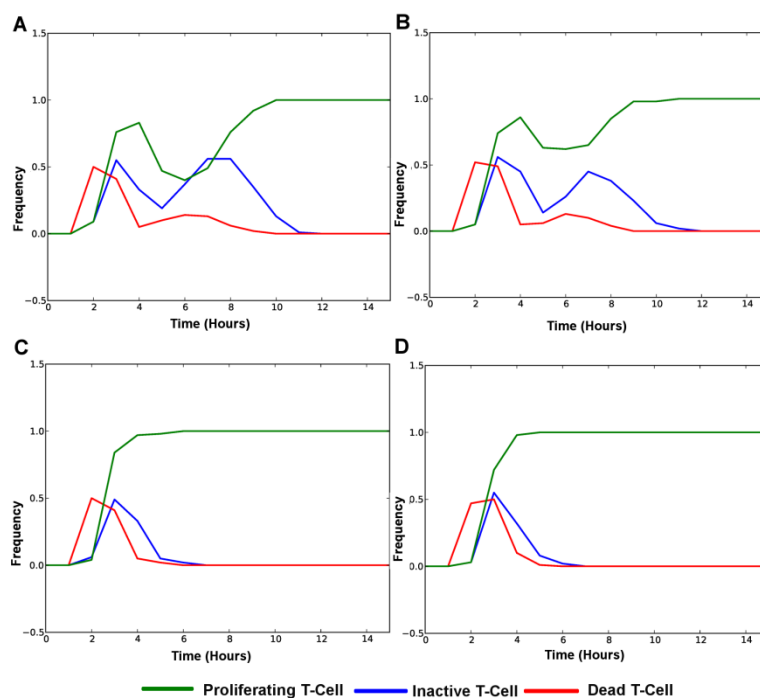 A
1.5
1.0
0.5
0.0
−0.5
0 2 4 6 8 10 12 14
Frequency
Time (Hours)
B
1.5
1.0
0.5
0.0
−0.5
0 2 4 6 8 10 12 14
Frequency
Time (Hours)
C
1.5
1.0
0.5
0.0
−0.5
0 2 4 6 8 10 12 14
Frequency
Time (Hours)
D
1.5
1.0
0.5
0.0
−0.5
0 2 4 6 8 10 12 14
Frequency
Time (Hours)
Proliferating T-Cell Inactive T-Cell Dead T-Cell